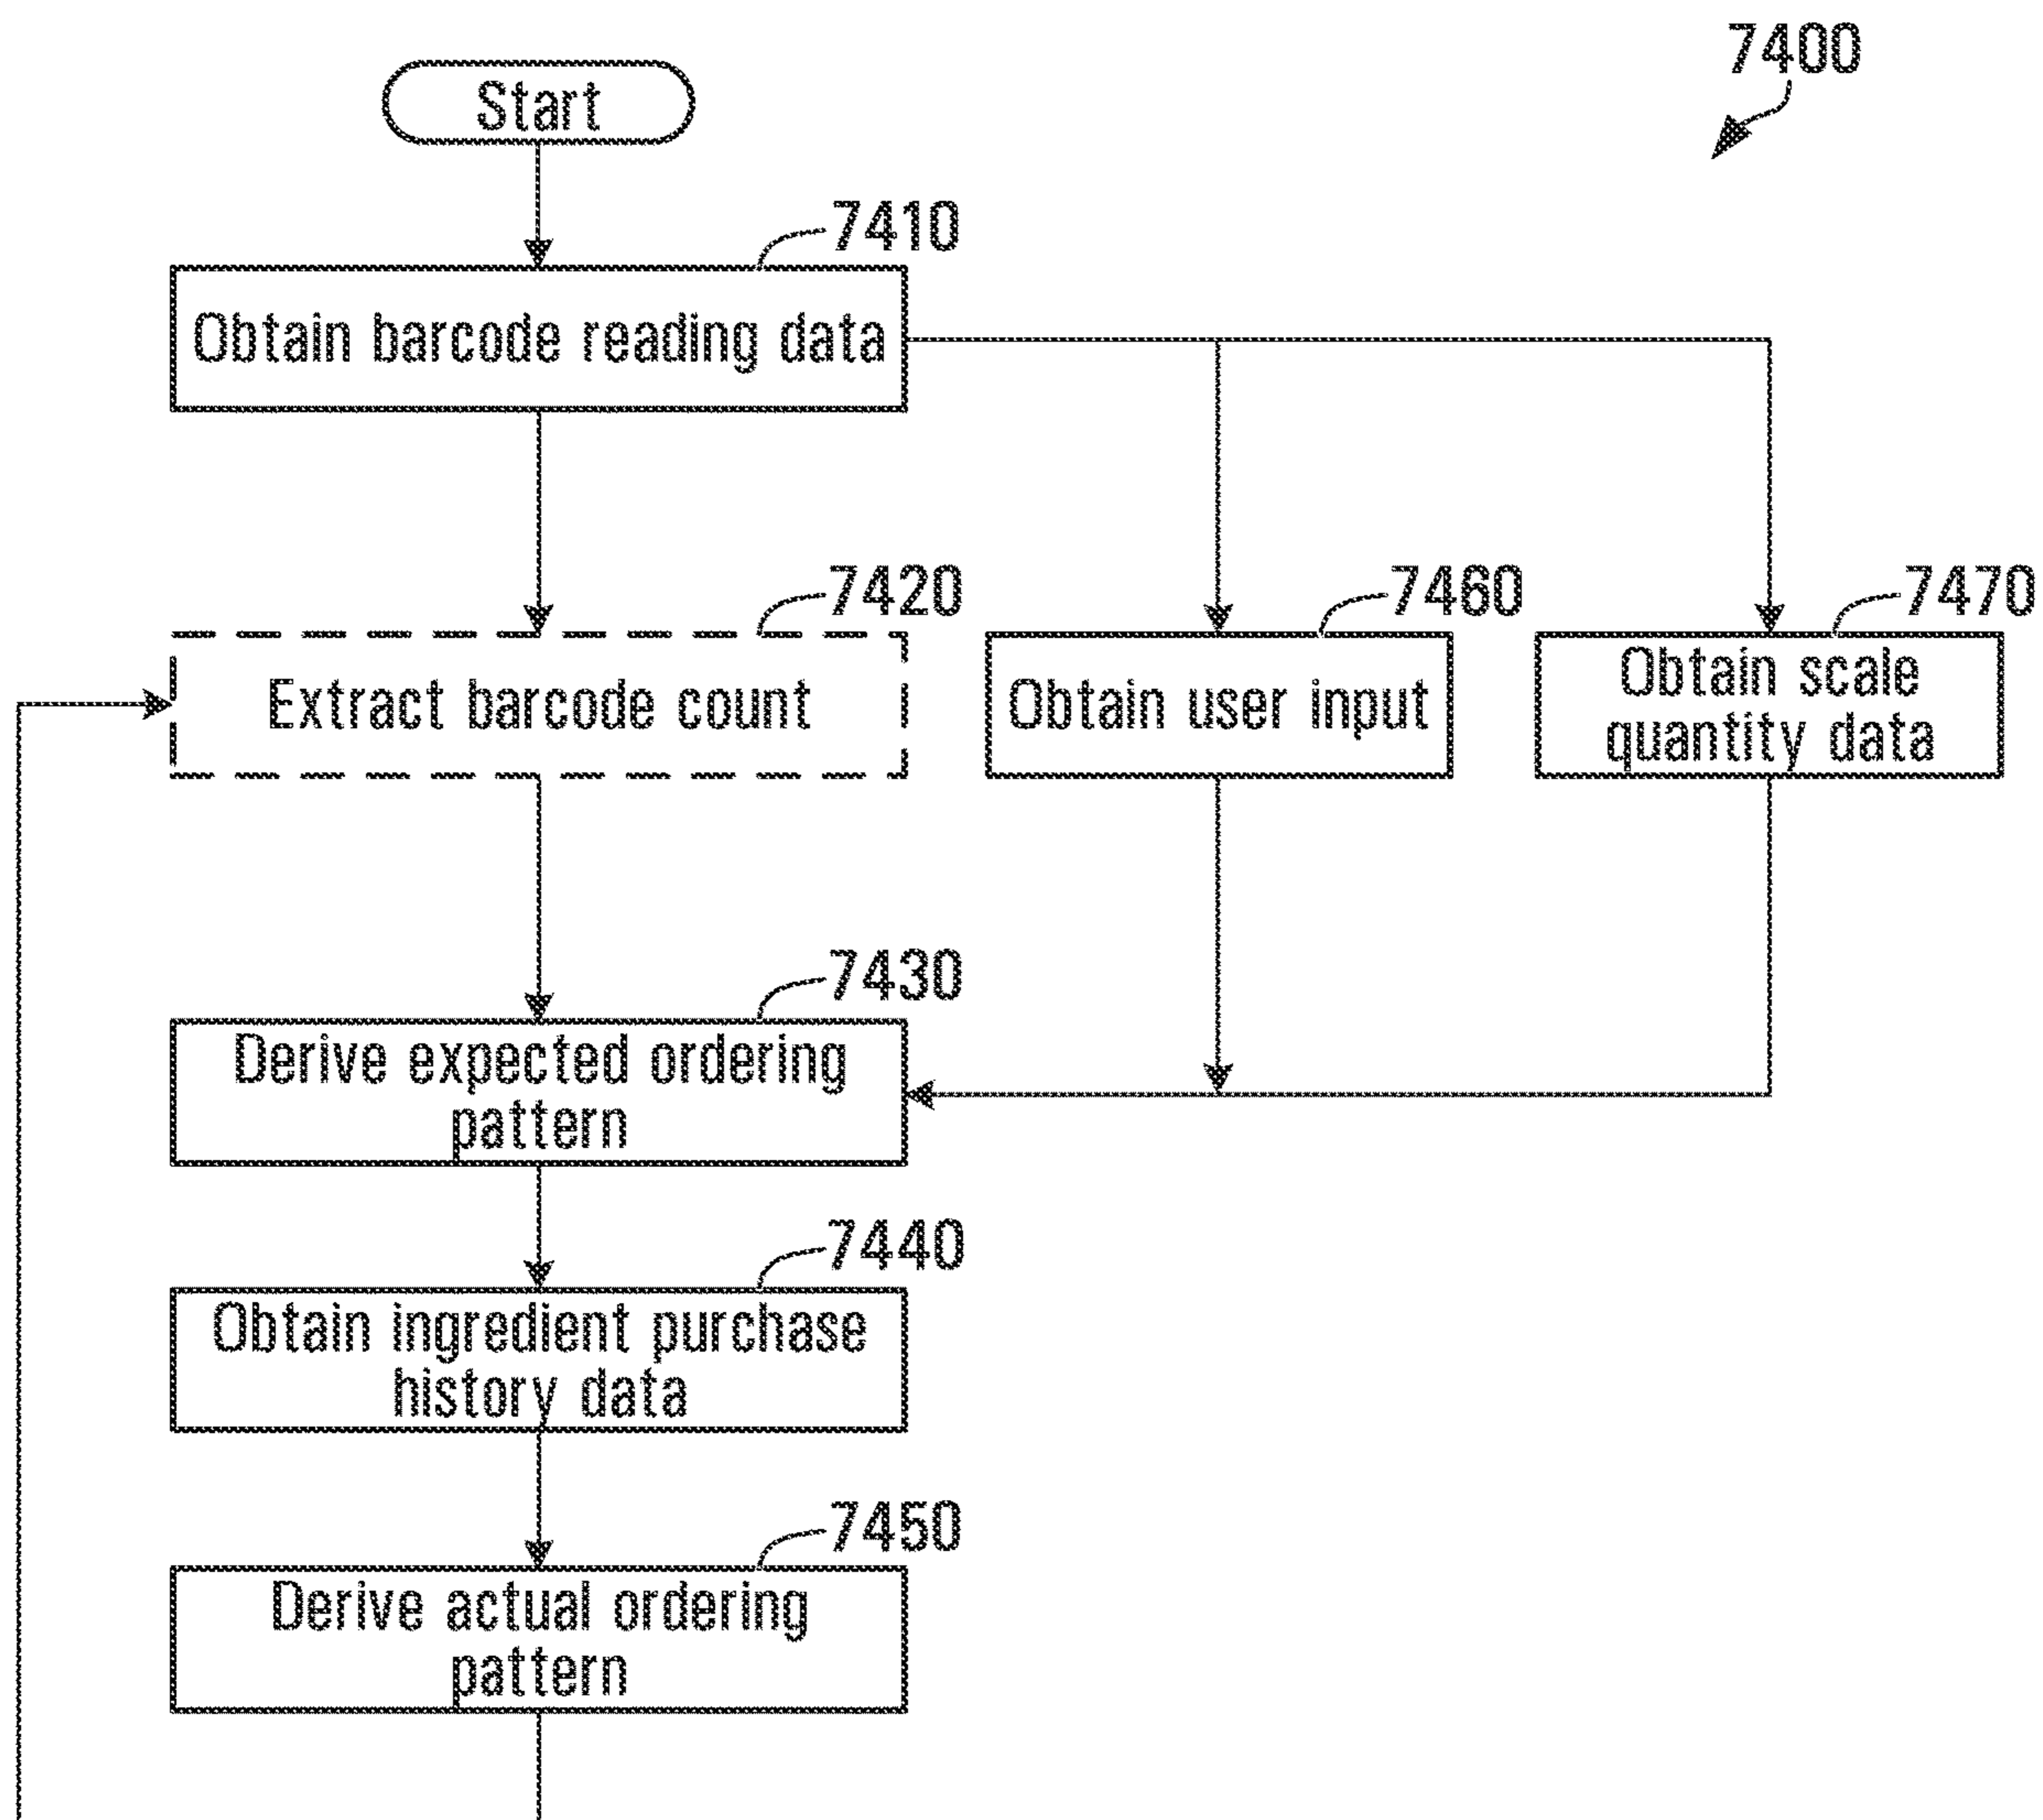 7400
Start
7410
Obtain barcode reading data
7420
Extract barcode count
7460
Obtain user input
7470
Obtain scale
quantity data
7430
Derive expected ordering
pattern
7440
Obtain ingredient purchase
history data
7450
Derive actual ordering
pattern